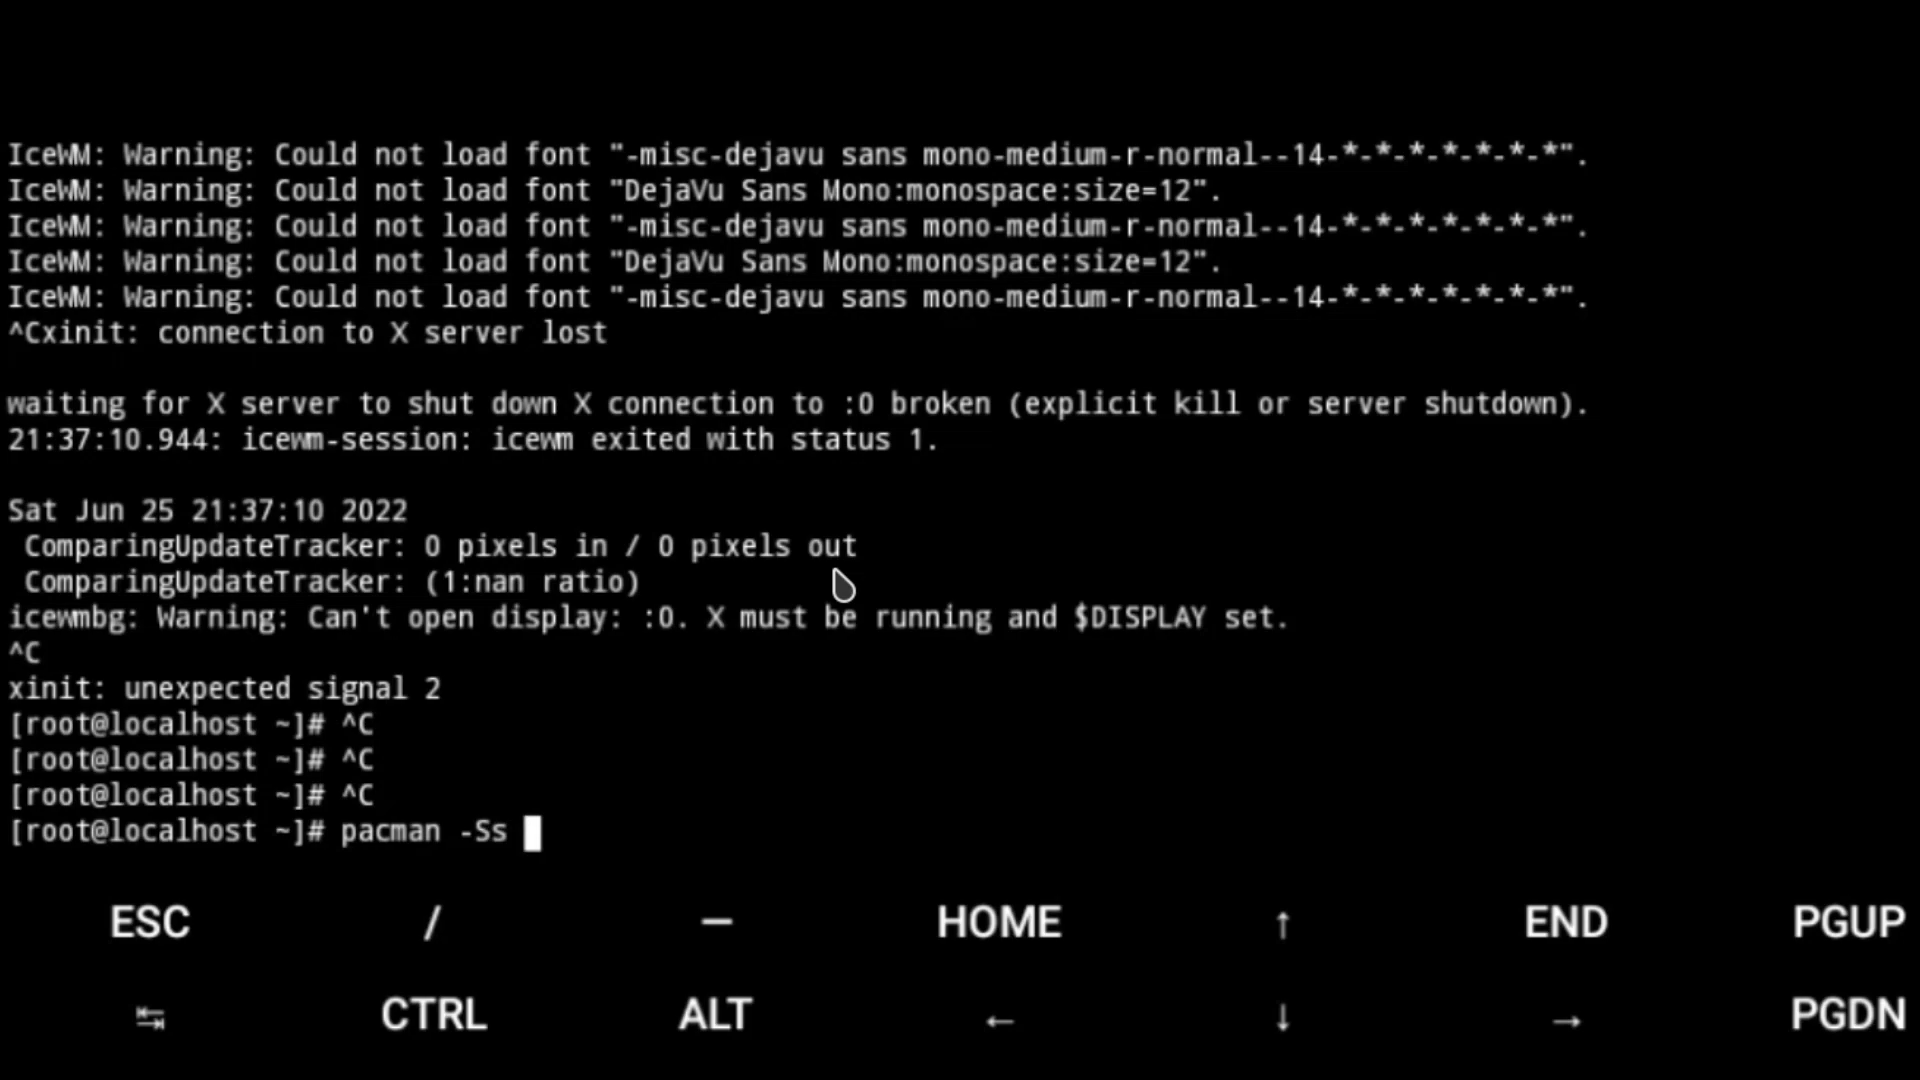 IceWM: Warning: Could not load font "-misc-dejavu sans mono-medium-r-normal--14-*-*-*-*-*-*-*".
IceWM: Warning: Could not load font "DejaVu Sans Mono:monospace:size=12".
IceWM: Warning: Could not load font "-misc-dejavu sans mono-medium-r-normal--14-*-*-*-*-*-*-*".
IceWM: Warning: Could not load font "DejaVu Sans Mono:monospace:size=12".
IceWM: Warning: Could not load font "-misc-dejavu sans mono-medium-r-normal--14-*-*-*-*-*-*-*".
^Cxinit: connection to X server lost
waiting for X server to shut down X connection to :0 broken (explicit kill or server shutdown).
21:37:10.944: icewm-session: icewm exited with status 1.
Sat Jun 25 21:37:10 2022
ComparingUpdateTracker: 0 pixels in / 0 pixels out
ComparingUpdateTracker: (1:nan ratio)
icewmbg: Warning: Can't open display: :0. X must be running and $DISPLAY set.
^C
xinit: unexpected signal 2
[root@localhost ~]# ^C
[root@localhost ~]# ^C
[root@localhost ~]# ^C
[root@localhost ~]# pacman -Ss
ESC / — HOME ↑ END PGUP
↹ CTRL ALT ← ↓ → PGDN